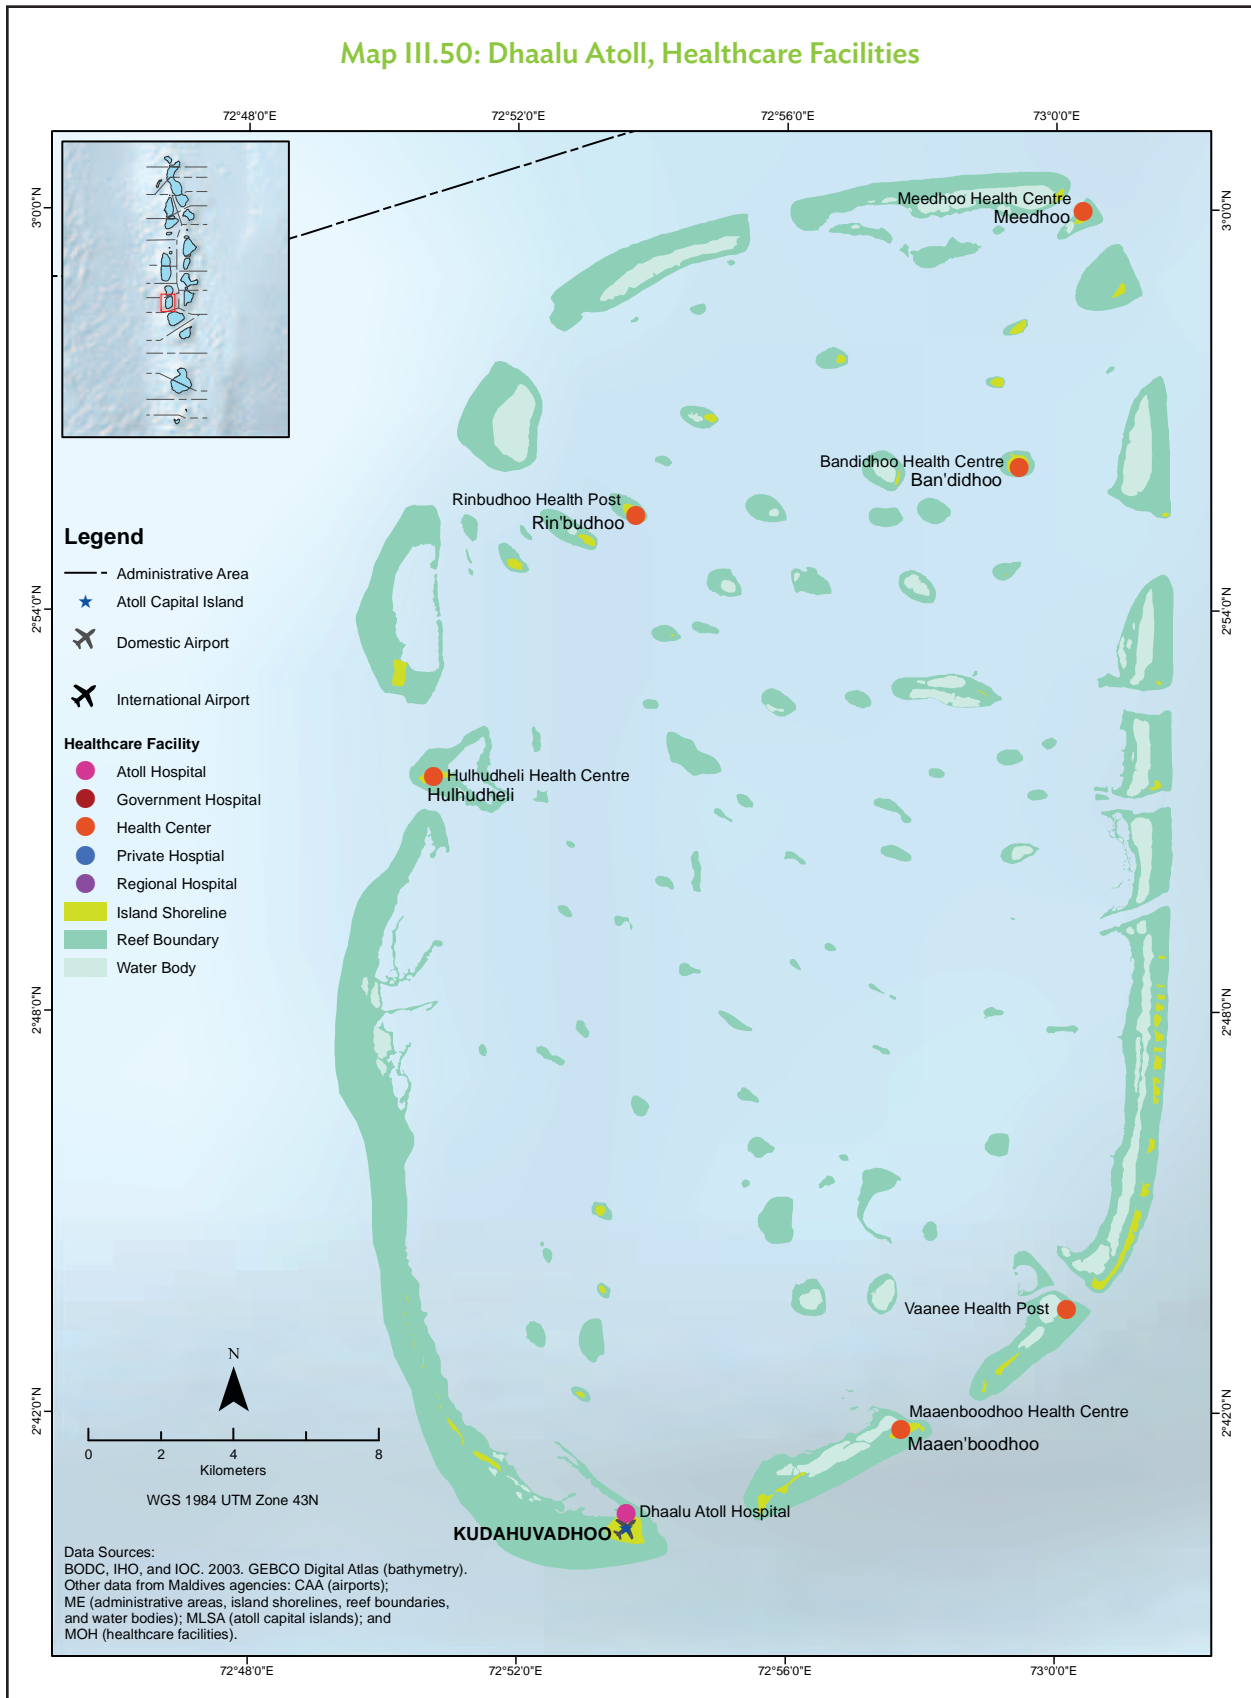 Map III.50: Dhaalu Atoll, Healthcare Facilities
72°48'0"E
72°52'0"E
72°56'0"E
73°0'0"E
3°0'0"N
3°0'0"N
Meedhoo Health Centre
Meedhoo
Bandidhoo Health Centre
Ban'didhoo
Rinbudhoo Health Post
Rin'budhoo
Legend
Administrative Area
Atoll Capital Island
Domestic Airport
International Airport
Healthcare Facility
Atoll Hospital
Government Hospital
Health Center
Private Hosptial
Regional Hospital
Island Shoreline
Reef Boundary
Water Body
2°54'0"N
2°54'0"N
Hulhudheli Health Centre
Hulhudheli
2°48'0"N
2°48'0"N
Vaanee Health Post
Maaenboodhoo Health Centre
Maaen'boodhoo
2°42'0"N
2°42'0"N
N
0 2 4 8
Kilometers
WGS 1984 UTM Zone 43N
Dhaalu Atoll Hospital
KUDAHUVADHOO
Data Sources:
BODC, IHO, and IOC. 2003. GEBCO Digital Atlas (bathymetry).
Other data from Maldives agencies: CAA (airports);
ME (administrative areas, island shorelines, reef boundaries,
and water bodies); MLSA (atoll capital islands); and
MOH (healthcare facilities).
72°48'0"E
72°52'0"E
72°56'0"E
73°0'0"E